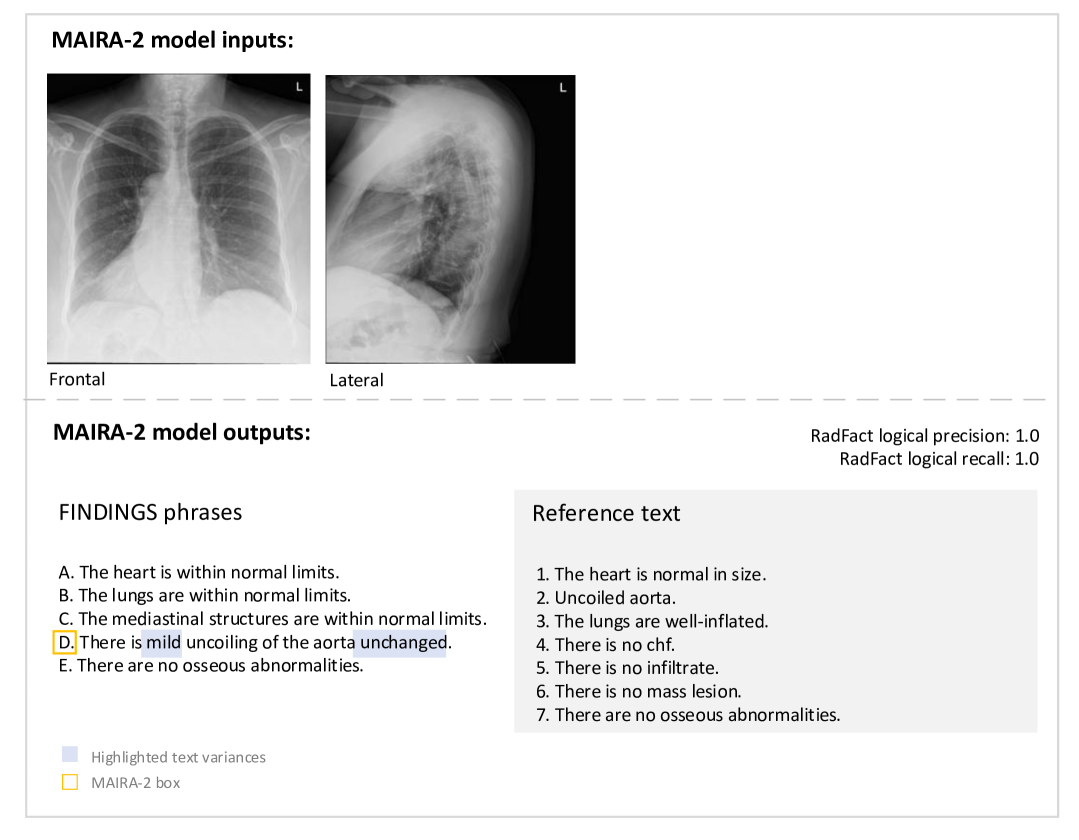 MAIRA-2 model inputs:
L
L
Frontal
Lateral
MAIRA-2 model outputs:
RadFact logical precision: 1.0
RadFact logical recall: 1.0
FINDINGS phrases
A. The heart is within normal limits.
B. The lungs are within normal limits.
C. The mediastinal structures are within normal limits.
D. There is mild uncoiling of the aorta unchanged.
E. There are no osseous abnormalities.
Reference text
1. The heart is normal in size.
2. Uncoiled aorta.
3. The lungs are well-inflated.
4. There is no chf.
5. There is no infiltrate.
6. There is no mass lesion.
7. There are no osseous abnormalities.
Highlighted text variances
MAIRA-2 box